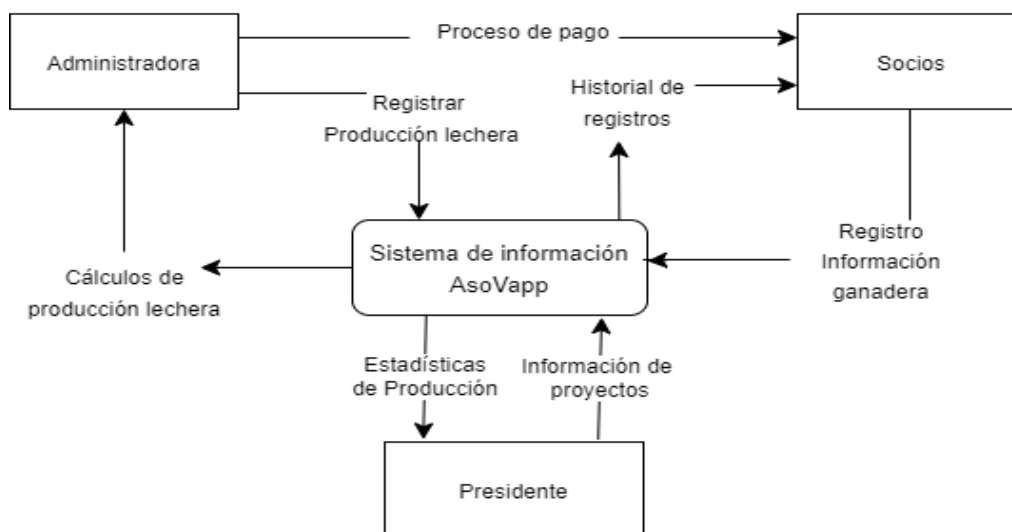 Proceso de pago
Administradora
Socios
Registrar
Producción lechera
Historial de
registros
Sistema de información
AsoVapp
Registro
Información
ganadera
Cálculos de
producción lechera
Estadísticas
de Producción
Información de
proyectos
Presidente